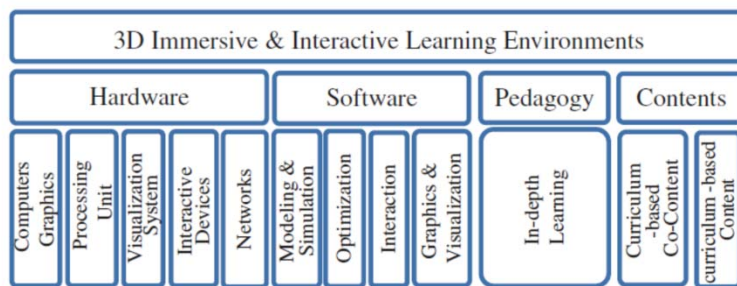 3D Immersive & Interactive Learning Environments
Hardware
Software
Pedagogy
Contents
Computers
Graphics
Processing
Unit
Visualization
System
Interactive
Devices
Networks
Modeling &
Simulation
Optimization
Interaction
Graphics &
Visualization
In-depth
Learning
Curriculum
-based
Co-Content
curriculum -based
Content